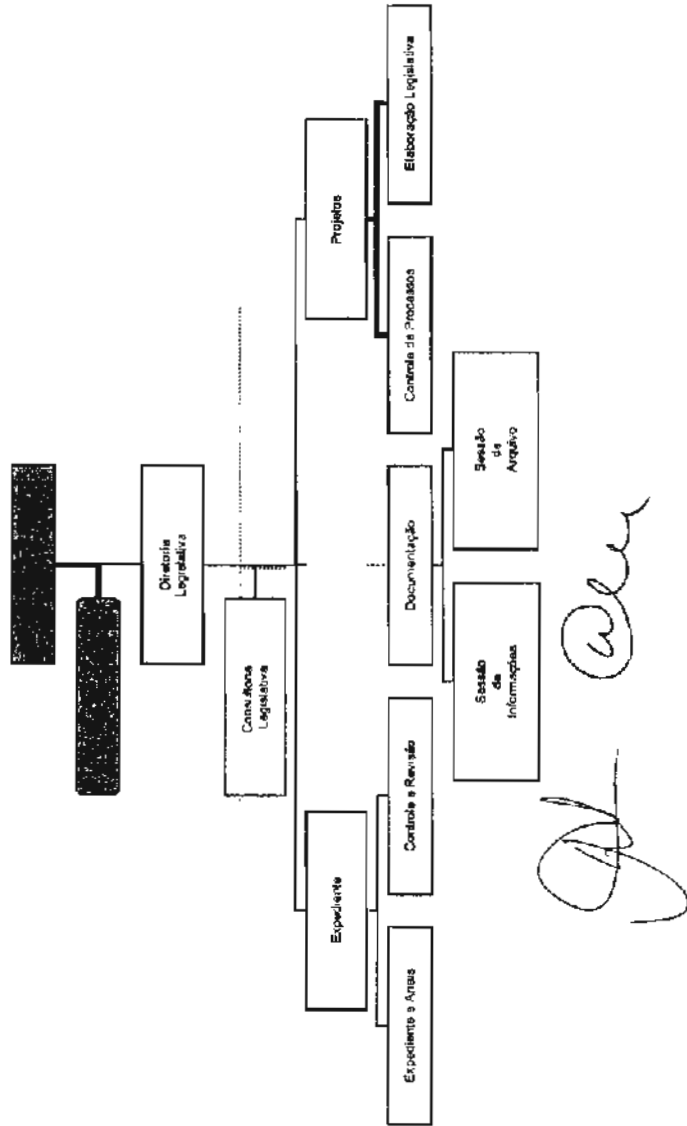 Diretoria
Legislativa
Consultoria
Legislativa
Expediente
Projetos
Expediente e Anais
Controle e Revisão
Documentação
Controle de Processos
Elaboração Legislativa
Sessão
de
Informações
Sessão
de
Arquivo